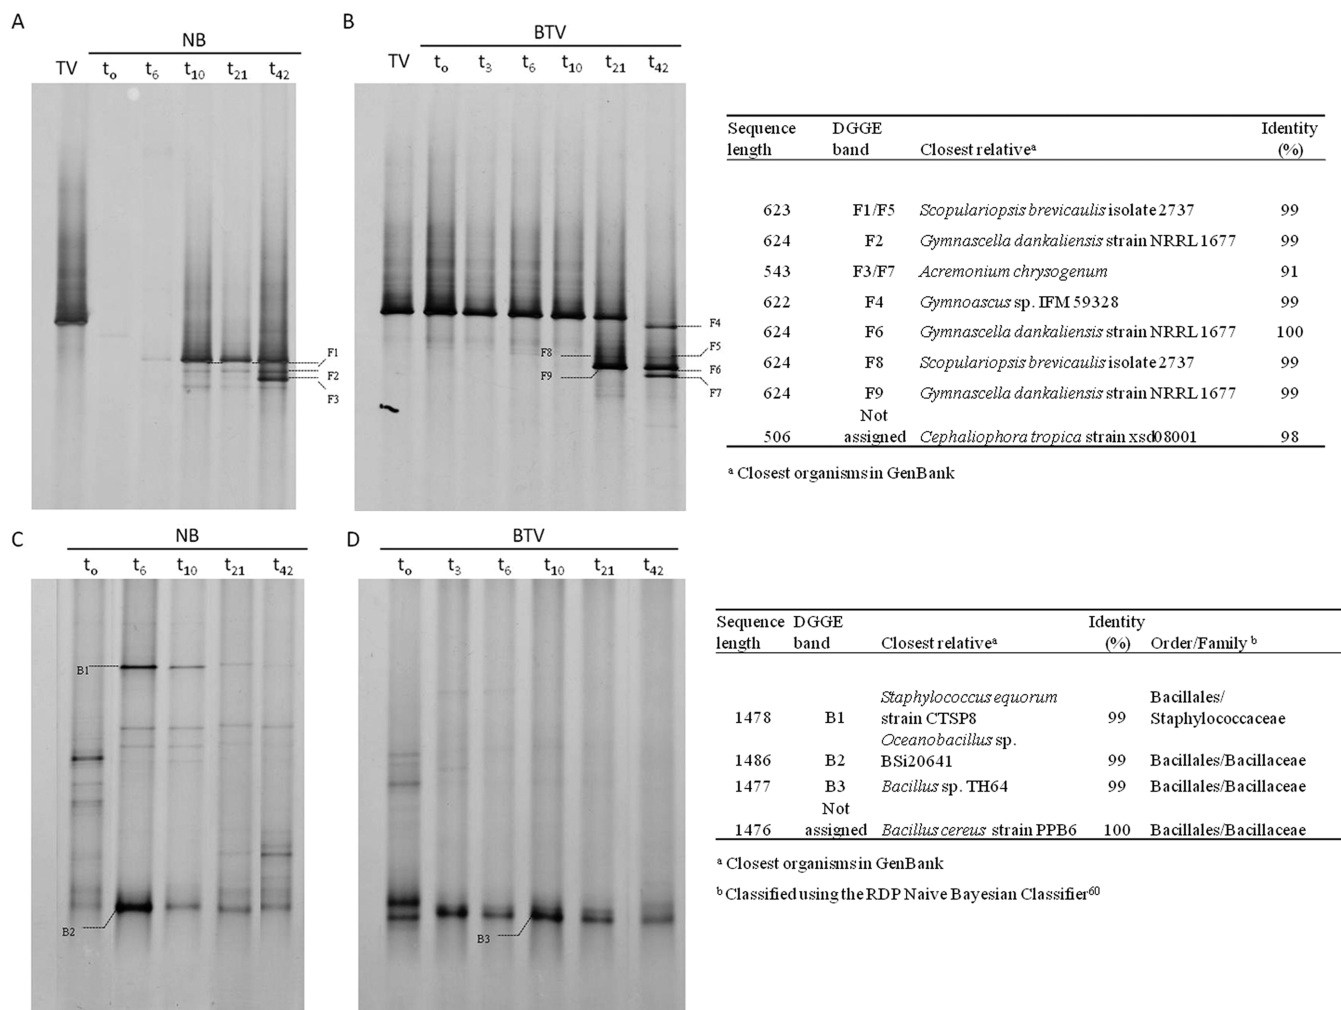 A
NB
TV t₀ t₆ t₁₀ t₂₁ t₄₂
F1
F2
F3
B
BTV
TV t₀ t₃ t₆ t₁₀ t₂₁ t₄₂
F4
F8 F5
F9 F6
F7
Sequence DGGE Identity
length band Closest relativeᵃ (%)
623 F1/F5 Scopulariopsis brevicaulis isolate 2737 99
624 F2 Gymnascella dankaliensis strain NRRL 1677 99
543 F3/F7 Acremonium chrysogenum 91
622 F4 Gymnoascus sp. IFM 59328 99
624 F6 Gymnascella dankaliensis strain NRRL 1677 100
624 F8 Scopulariopsis brevicaulis isolate 2737 99
624 F9 Gymnascella dankaliensis strain NRRL 1677 99
Not
506 assigned Cephaliophora tropica strain xsd08001 98
ᵃ Closest organisms in GenBank
C
NB
t₀ t₆ t₁₀ t₂₁ t₄₂
B1
B2
D
BTV
t₀ t₃ t₆ t₁₀ t₂₁ t₄₂
B3
Sequence DGGE Identity
length band Closest relativeᵃ (%) Order/Family ᵇ
Staphylococcus equorum Bacillales/
1478 B1 strain CTSP8 99 Staphylococcaceae
Oceanobacillus sp.
1486 B2 BSi20641 99 Bacillales/Bacillaceae
1477 B3 Bacillus sp. TH64 99 Bacillales/Bacillaceae
Not
1476 assigned Bacillus cereus strain PPB6 100 Bacillales/Bacillaceae
ᵃ Closest organisms in GenBank
ᵇ Classified using the RDP Naive Bayesian Classifier⁶⁰